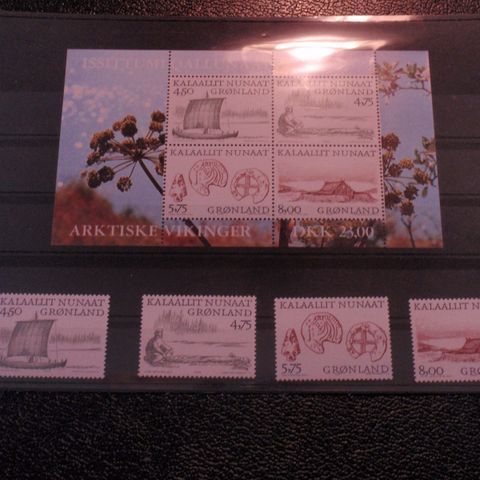 KALAALLIT NUNAAT
GRØNLAND
4,50
KALAALLIT NUNAAT
GRØNLAND
4,75
KALAALLIT NUNAAT
5,75
GRØNLAND
KALAALLIT NUNAAT
8,00
GRØNLAND
ARKTISKE VIKINGER
DKK 23.00
KALAALLIT NUNAAT
4,50
GRØNLAND
KALAALLIT NUNAAT
GRØNLAND
4,75
KALAALLIT NUNAAT
5,75
GRØNLAND
8,00